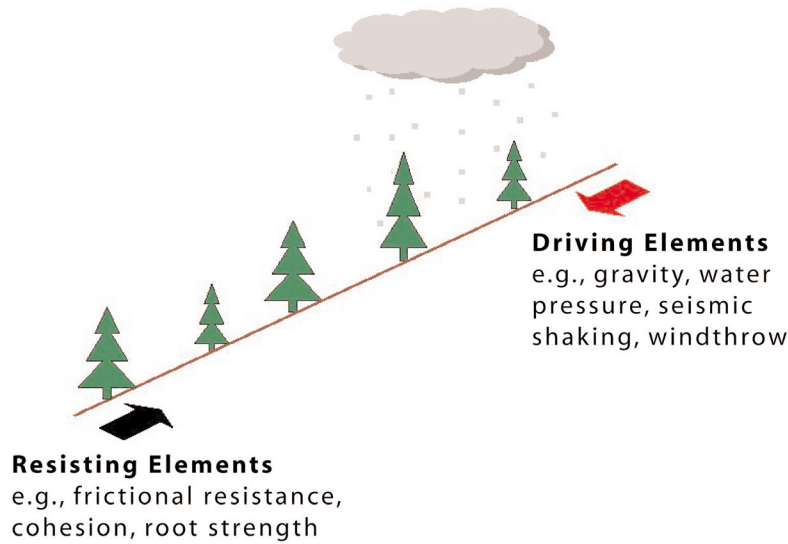 Driving Elements
e.g., gravity, water
pressure, seismic
shaking, windthrow
Resisting Elements
e.g., frictional resistance,
cohesion, root strength